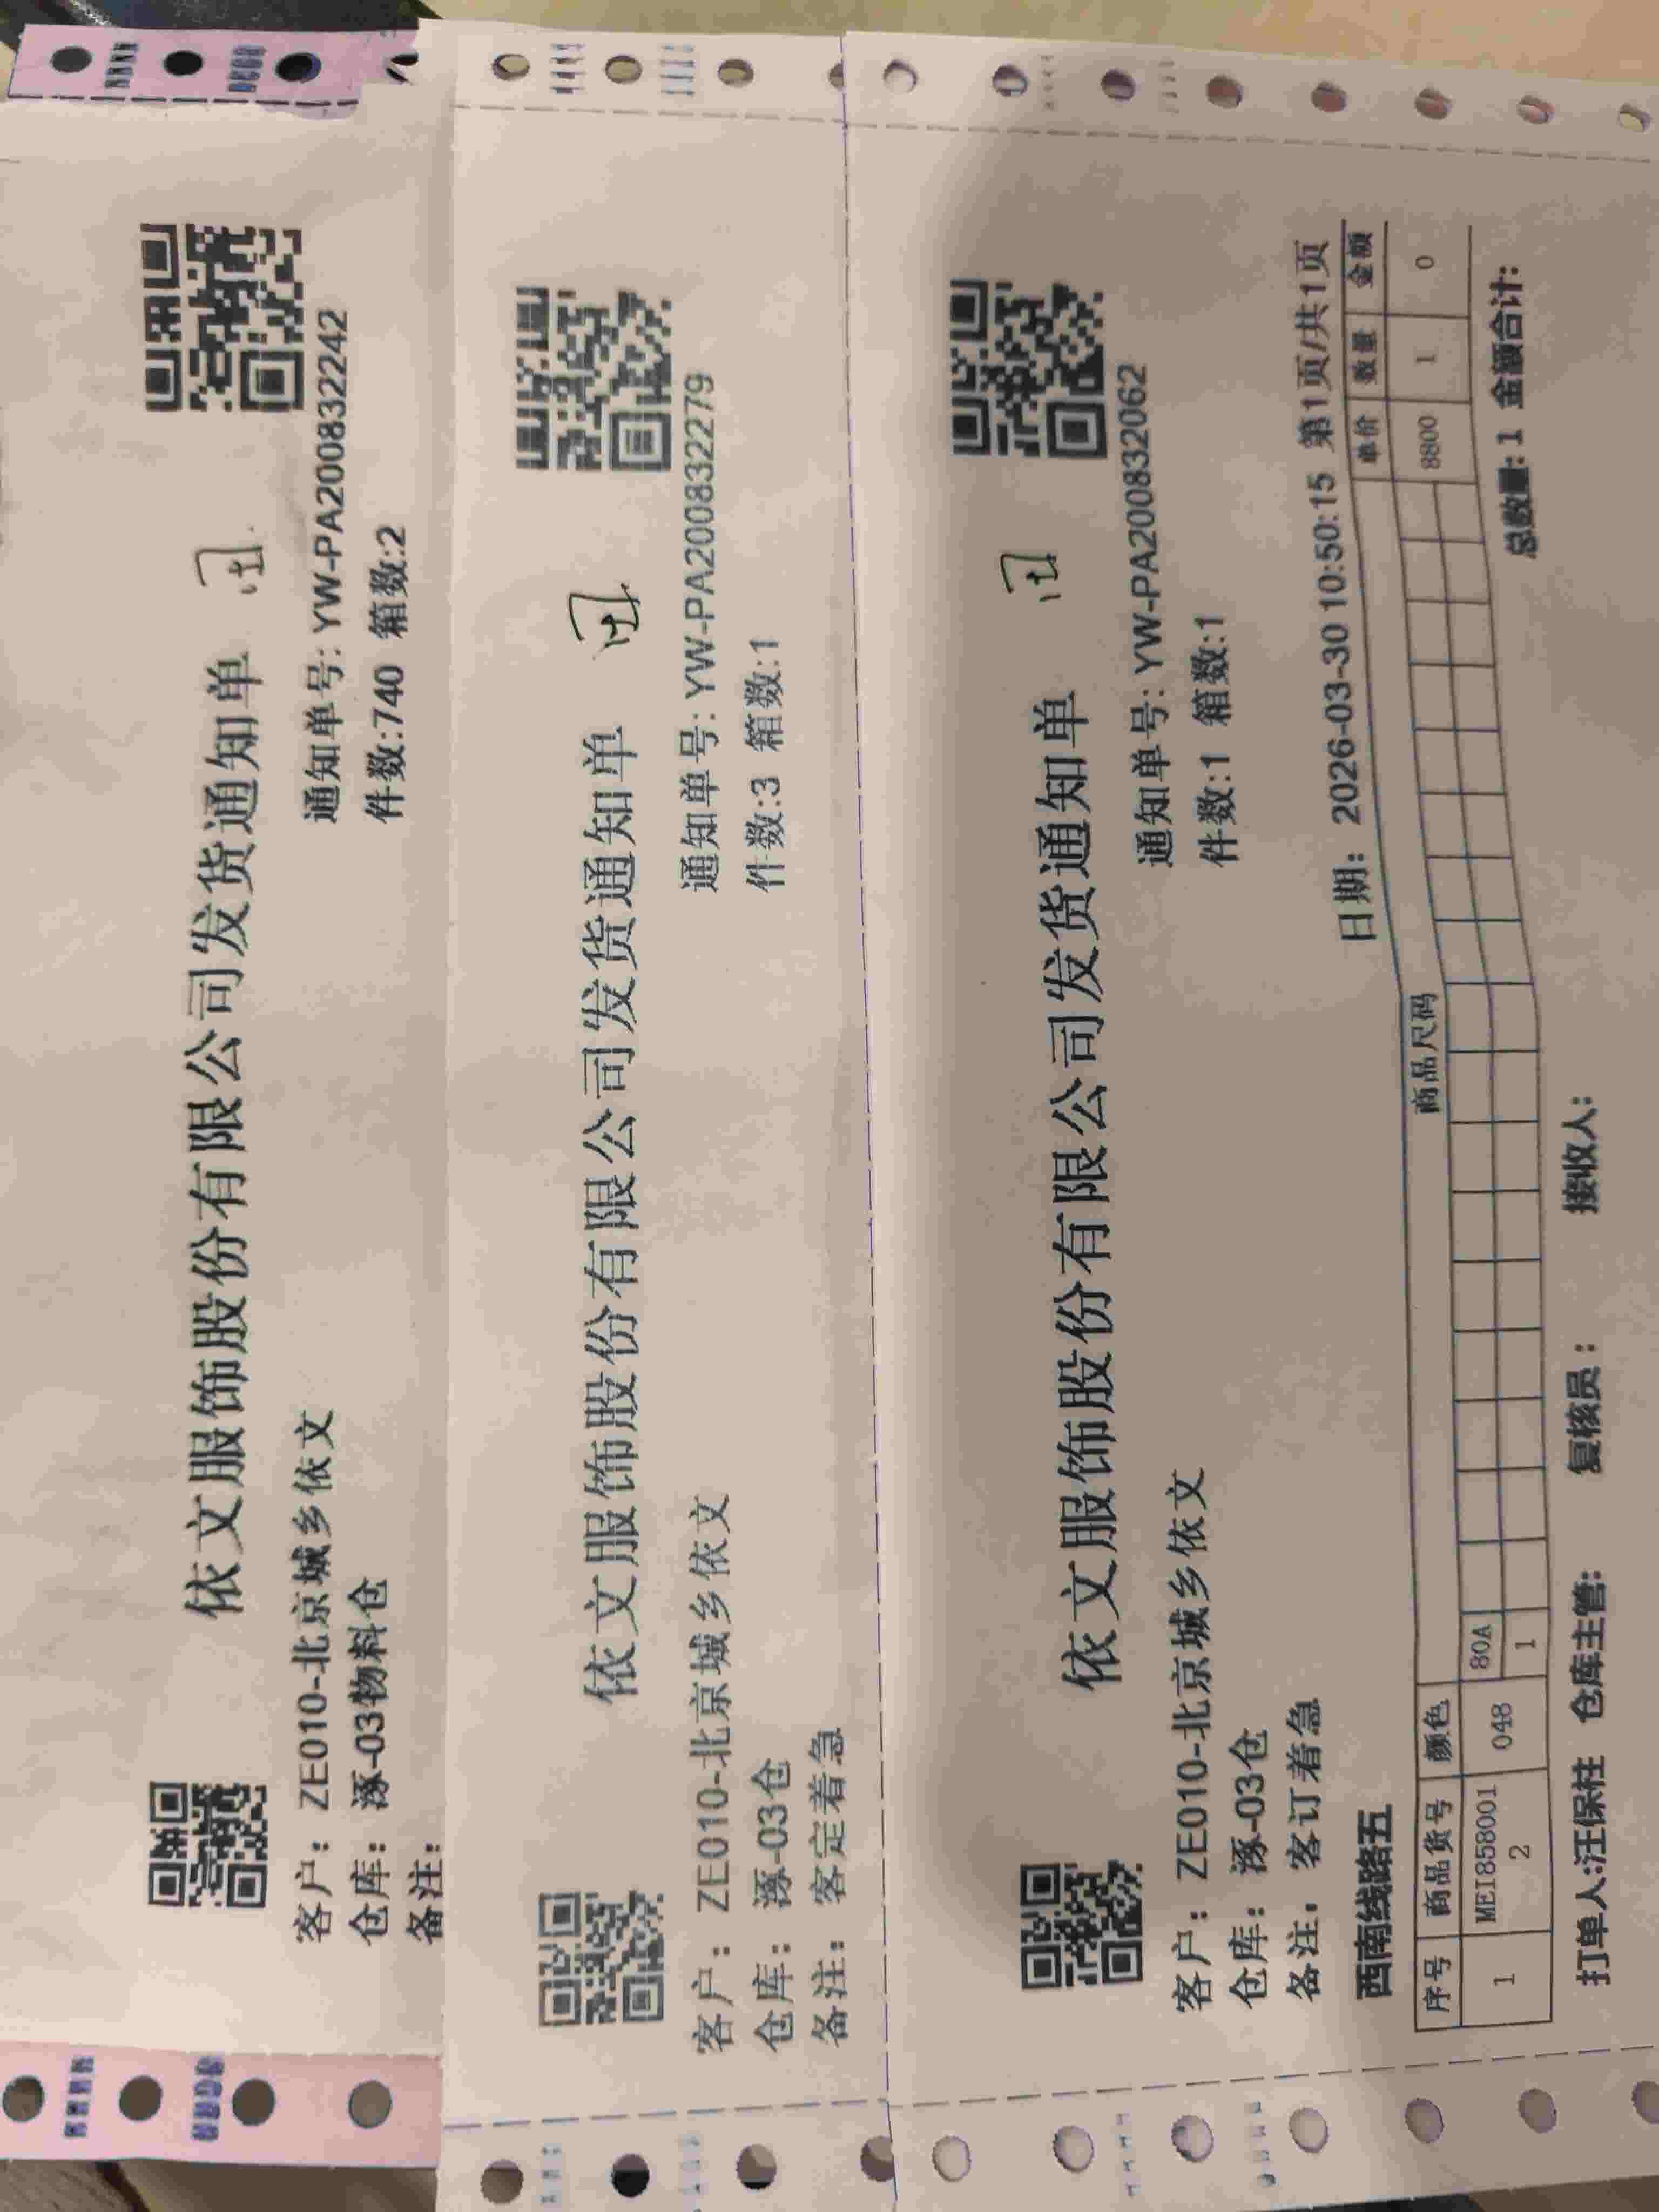 依文服饰股份有限公司发货通知单
客户：ZE010-北京城乡依文
通知单号: YW-PA200832242
仓库：涿-03物料仓
件数:740 箱数:2
备注：
依文服饰股份有限公司发货通知单
客户：ZE010-北京城乡依文
通知单号: YW-PA200832279
仓库：涿-03仓
件数:3 箱数:1
备注：客定着急
依文服饰股份有限公司发货通知单
客户：ZE010-北京城乡依文
通知单号: YW-PA200832062
仓库：涿-03仓
件数:1 箱数:1
备注：客订着急
西南线路五
日期：2026-03-30 10:50:15 第1页/共1页
序号 商品货号 颜色 商品尺码 单价 数量 金额
80A
1 MEI858001 2 048 1 8800 1 0
总数量: 1 金额合计:
打单人:汪保柱 仓库主管: 复核员： 接收人: